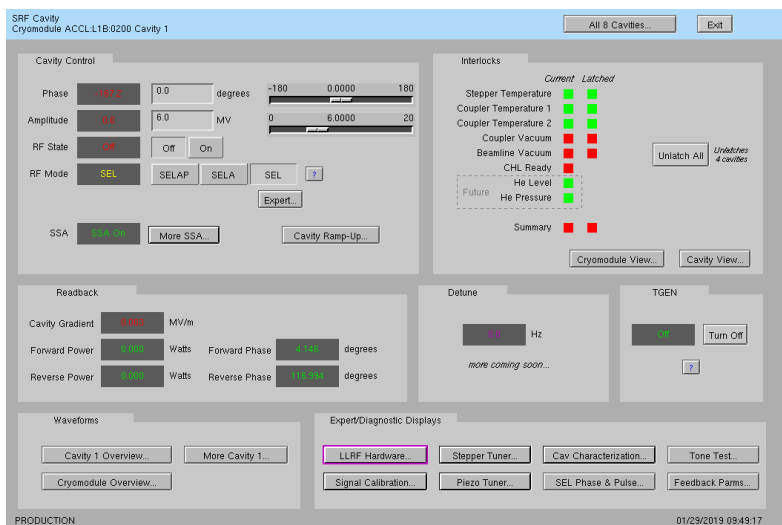 SRF Cavity
Cryomodule ACCL:L1B:0200 Cavity 1
All 8 Cavities...
Exit
Cavity Control
Phase
0.0
degrees
-180
0.0000
180
Amplitude
6.0
MV
0
6.0000
20
RF State
Off
Off
On
RF Mode
SEL
SELAP
SELA
SEL
?
Expert...
SSA
SSA On
More SSA...
Cavity Ramp-Up...
Interlocks
Current Latched
Stepper Temperature
Coupler Temperature 1
Coupler Temperature 2
Coupler Vacuum
Beamline Vacuum
CHL Ready
Future
He Level
He Pressure
Summary
Unlatch All
Unlatches
4 cavities
Cryomodule View...
Cavity View...
Readback
Cavity Gradient
MV/m
Forward Power
0.000
Watts
Forward Phase
4.146
degrees
Reverse Power
0.000
Watts
Reverse Phase
degrees
Detune
Hz
more coming soon...
TGEN
Off
Turn Off
?
Waveforms
Cavity 1 Overview...
More Cavity 1...
Cryomodule Overview...
Expert/Diagnostic Displays
LLRF Hardware...
Stepper Tuner...
Cav Characterization...
Tone Test...
Signal Calibration...
Piezo Tuner...
SEL Phase & Pulse...
Feedback Parms...
PRODUCTION
01/29/2019 09:49:17